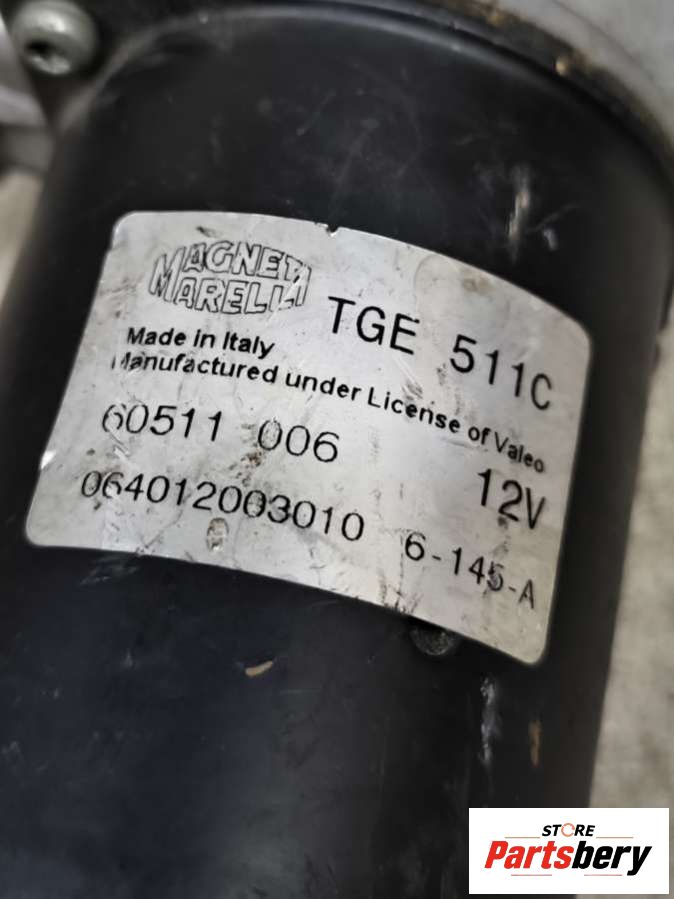 MAGNETI
MARELLI
TGE 511C
Made in Italy
Manufactured under License of Valeo
60511 006
12V
064012003010
6-145-A
STORE
Partsbery